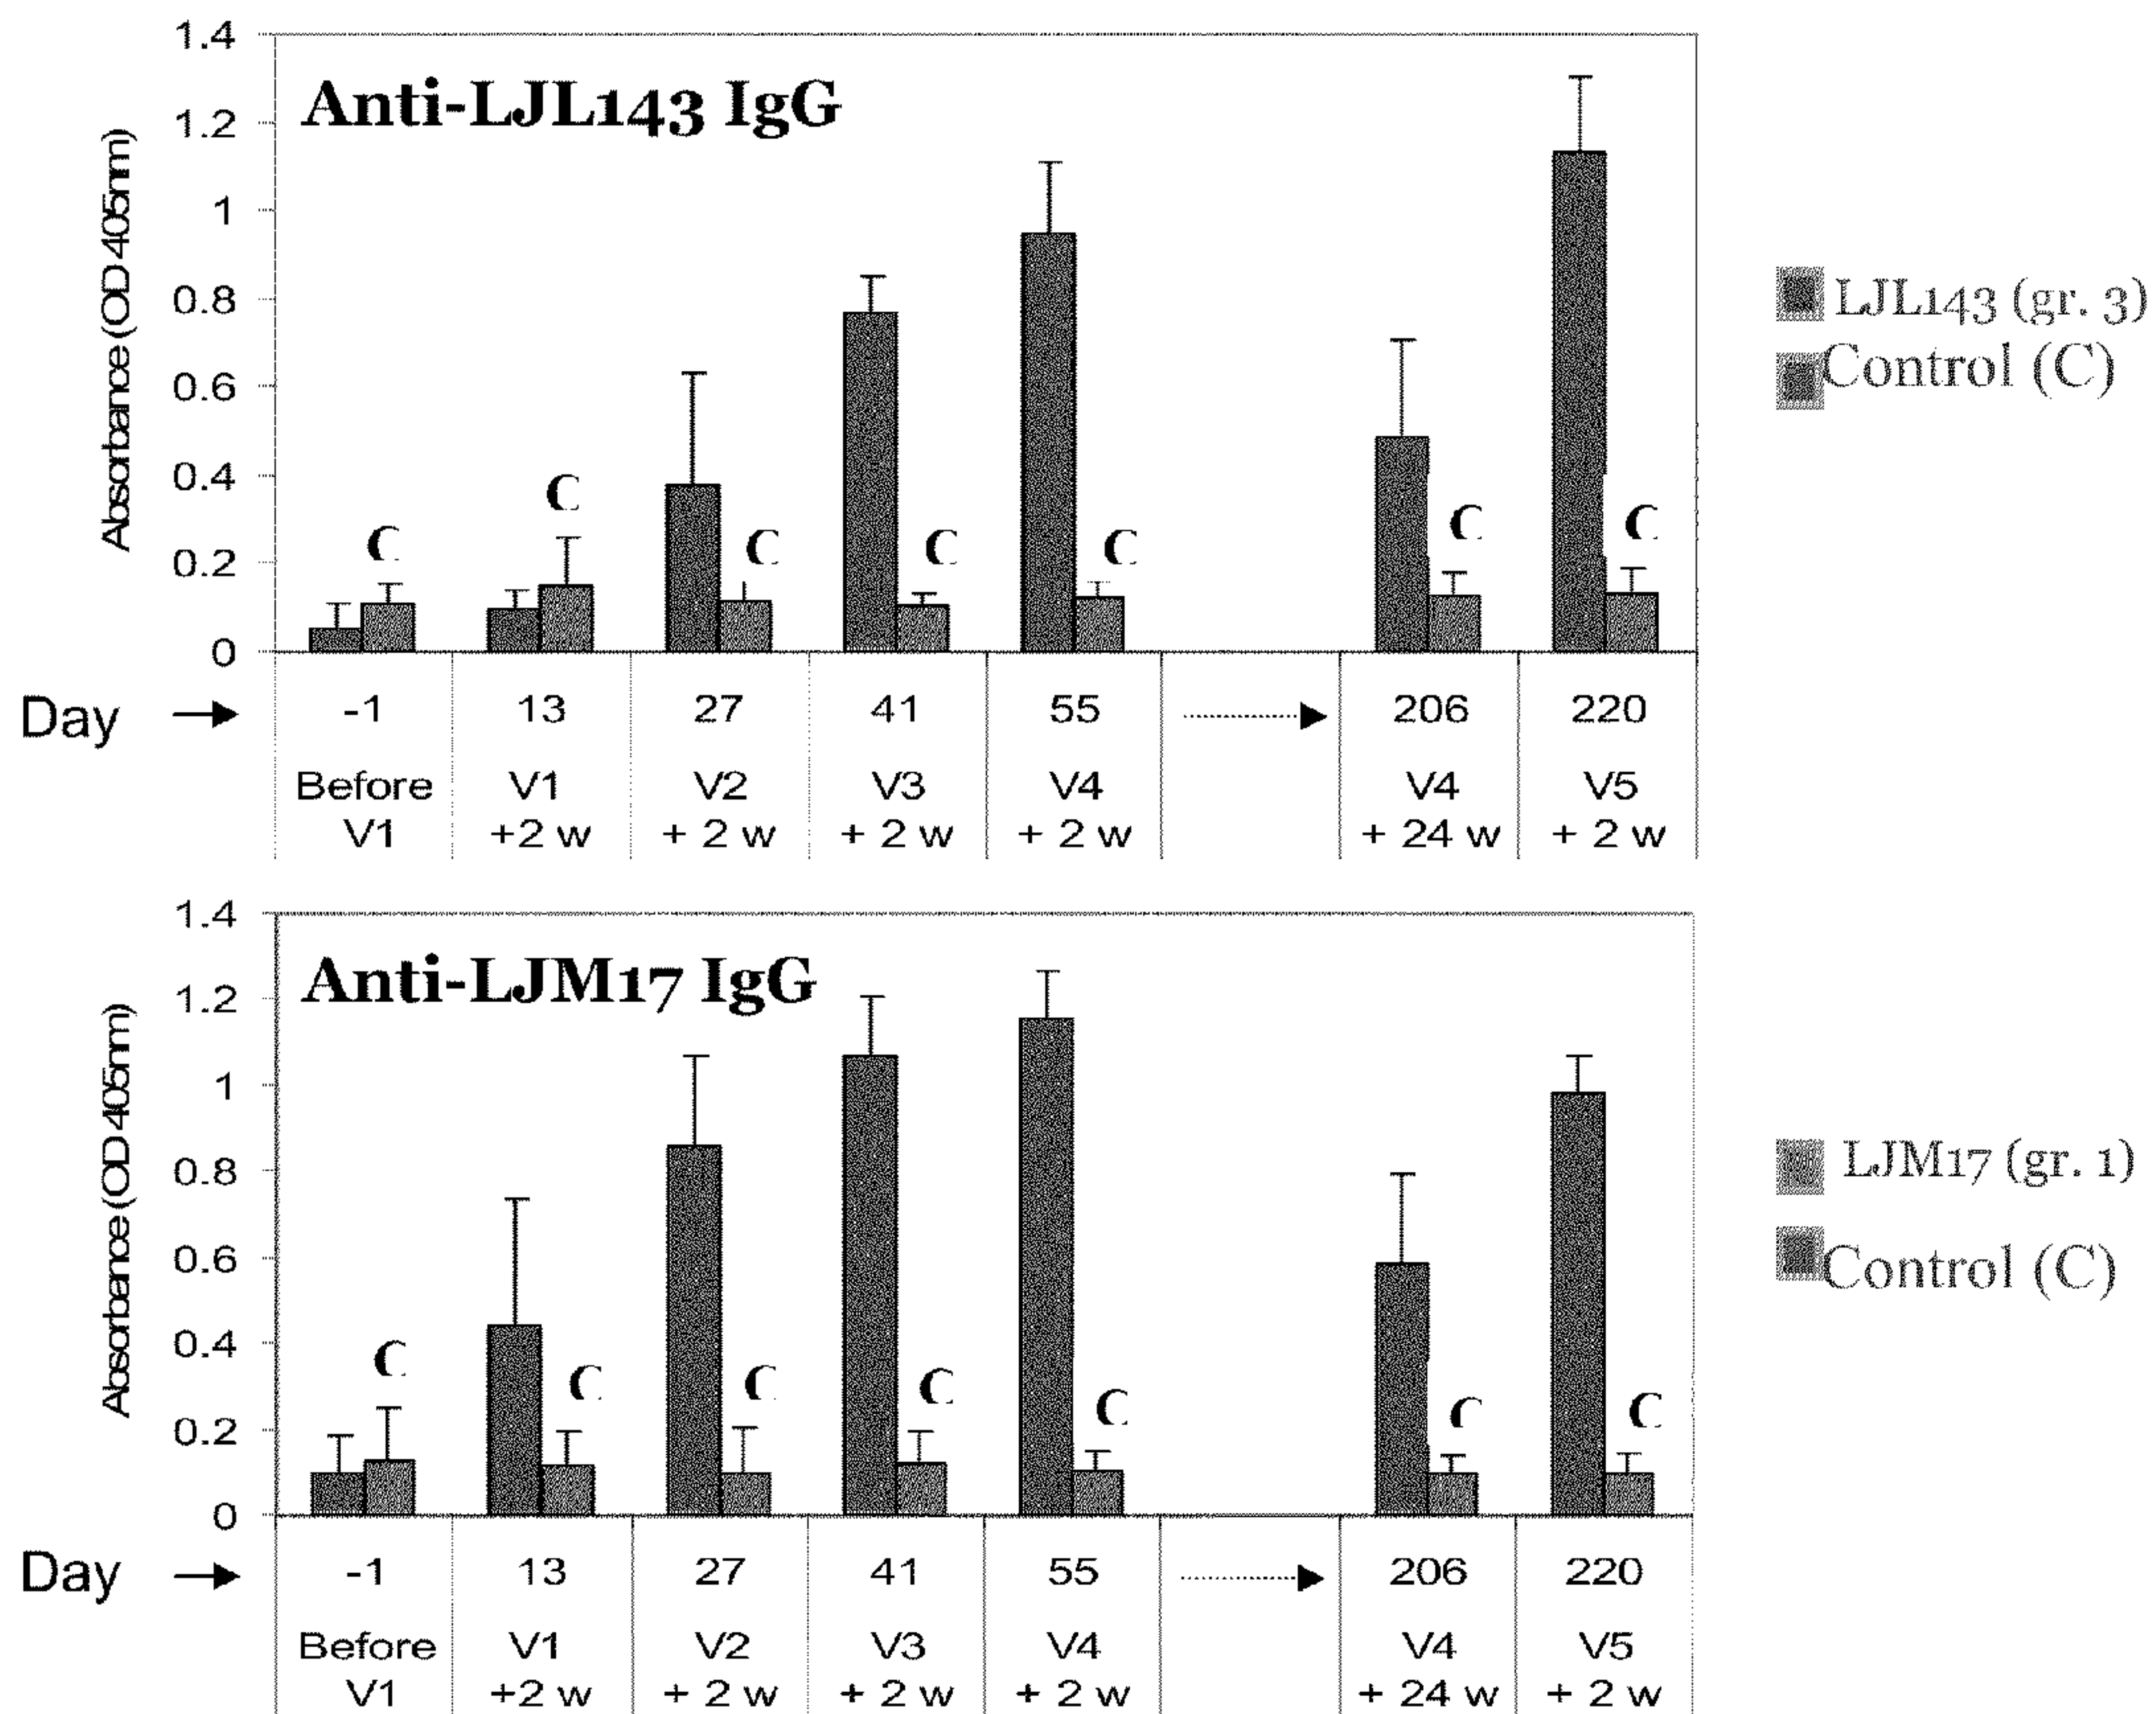 1.4
Anti-LJL143 IgG
1.2
1
0.8
0.6
0.4
0.2
0
Absorbance (OD 405nm)
C C C C C C C
LJL143 (gr. 3)
Control (C)
Day → -1 13 27 41 55 206 220
Before V1 V2 V3 V4 V4 V5
V1 +2 w + 2 w + 2 w + 2 w + 24 w + 2 w
1.4
Anti-LJM17 IgG
1.2
1
0.8
0.6
0.4
0.2
0
Absorbance (OD 405nm)
C C C C C C C
LJM17 (gr. 1)
Control (C)
Day → -1 13 27 41 55 206 220
Before V1 V2 V3 V4 V4 V5
V1 +2 w + 2 w + 2 w + 2 w + 24 w + 2 w